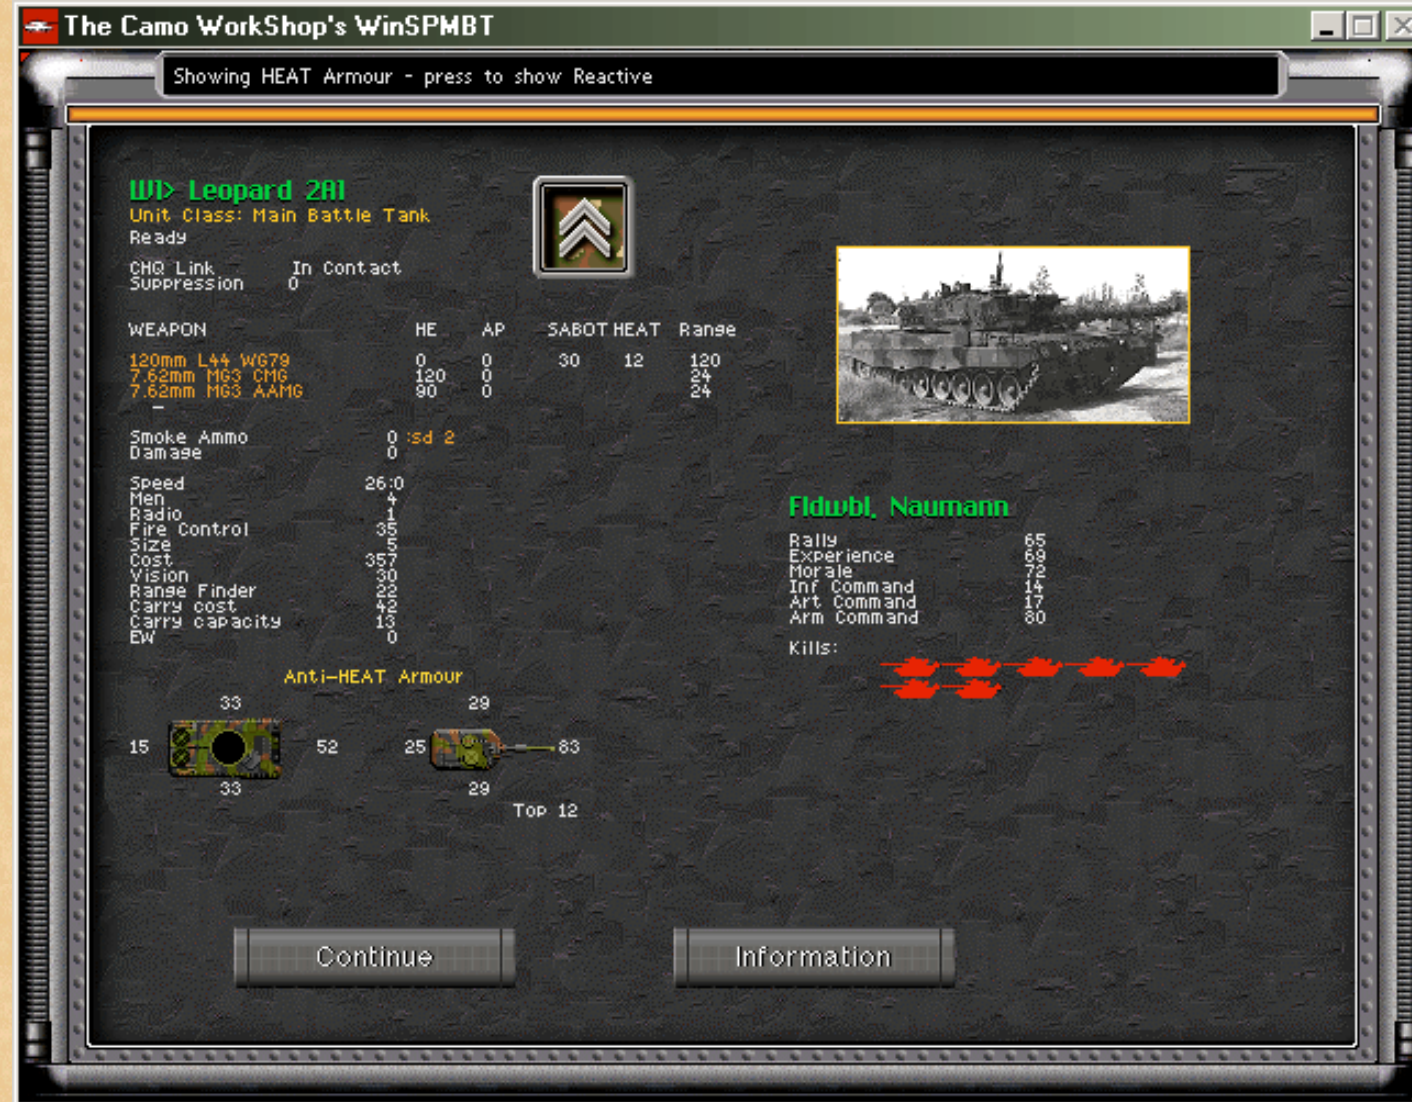 The Camo WorkShop's WinSPMBT
Showing HEAT Armour - press to show Reactive
W1> Leopard 2A1
Unit Class: Main Battle Tank
Ready
CHQ Link In Contact
Suppression 0
WEAPON HE AP SABOT HEAT Range
120mm L44 WG79 0 0 30 12 120
7.62mm MG3 CMG 120 0 24
7.62mm MG3 AAMG 90 0 24
Smoke Ammo 0 :sd 2
Damage 0
Speed 26:0
Men 4
Radio 1
Fire Control 35
Size 5
Cost 357
Vision 30
Range Finder 22
Carry cost 42
Carry capacity 13
EW 0
Fldwbl. Naumann
Rally 65
Experience 69
Morale 72
Inf Command 14
Art Command 17
Arm Command 80
Kills:
Anti-HEAT Armour
33 29
15 52 25 83
33 29
Top 12
Continue Information